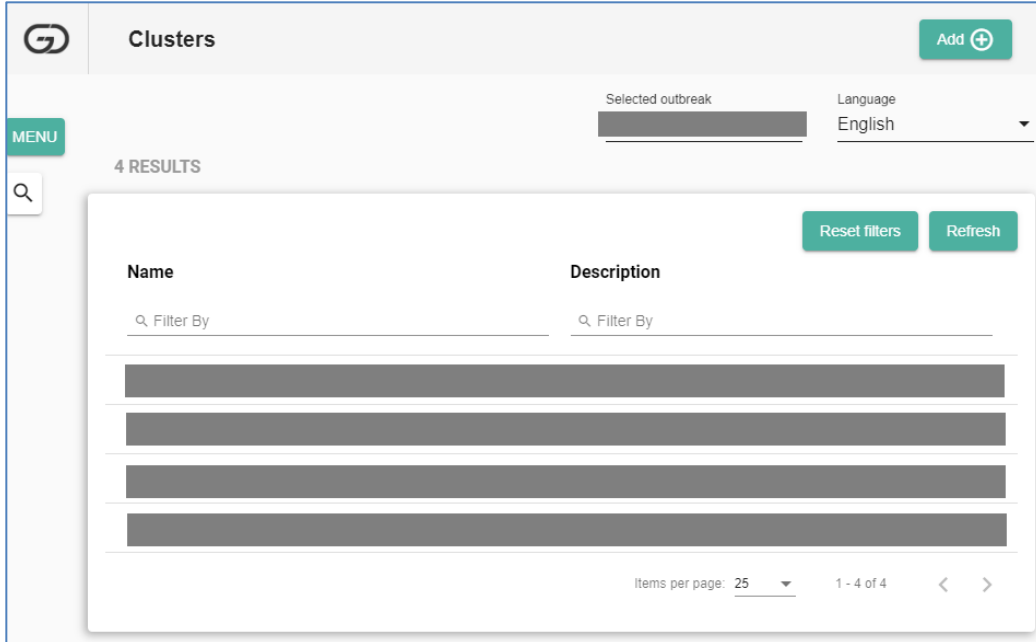 Clusters
Add
Selected outbreak
Language
English
MENU
4 RESULTS
Reset filters
Refresh
Name
Description
Filter By
Filter By
Items per page: 25
1 - 4 of 4